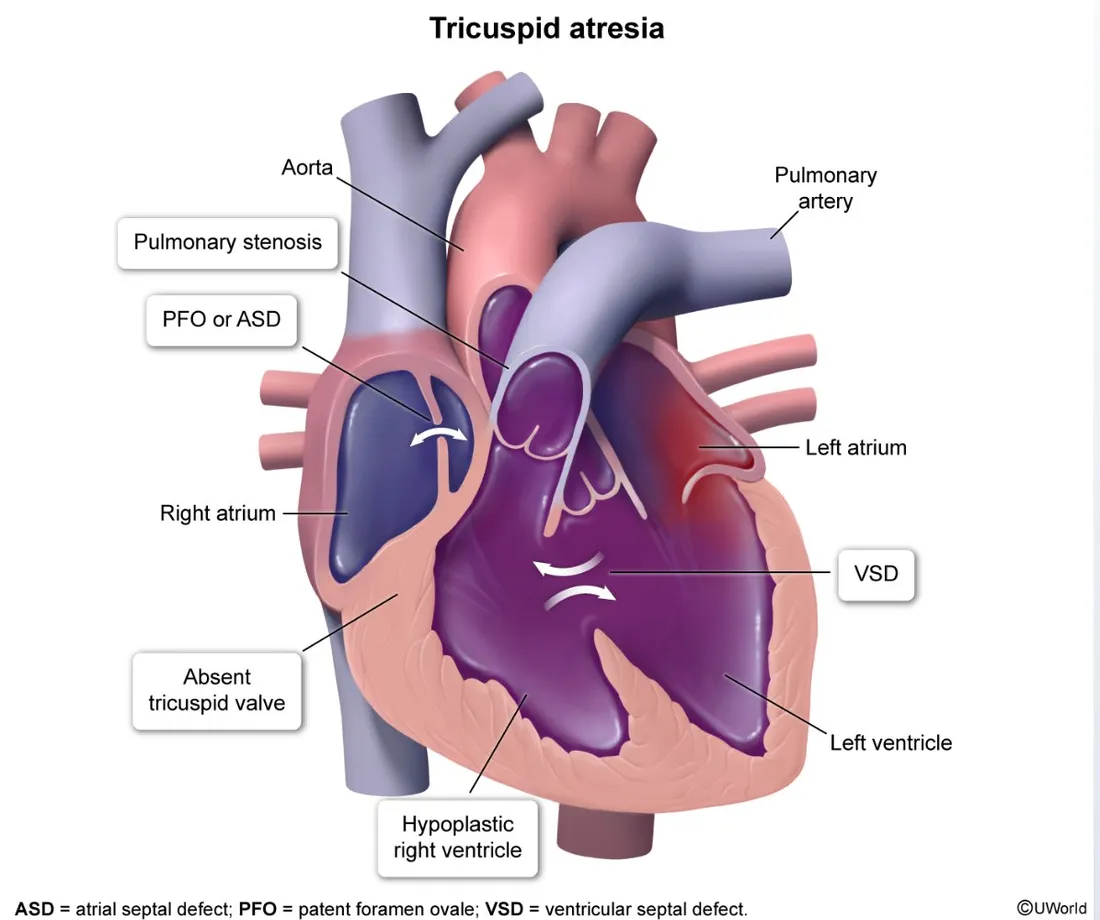 Tricuspid atresia
Aorta
Pulmonary
artery
Pulmonary stenosis
PFO or ASD
Left atrium
Right atrium
VSD
Absent
tricuspid valve
Left ventricle
Hypoplastic
right ventricle
ASD = atrial septal defect; PFO = patent foramen ovale; VSD = ventricular septal defect.
©UWorld